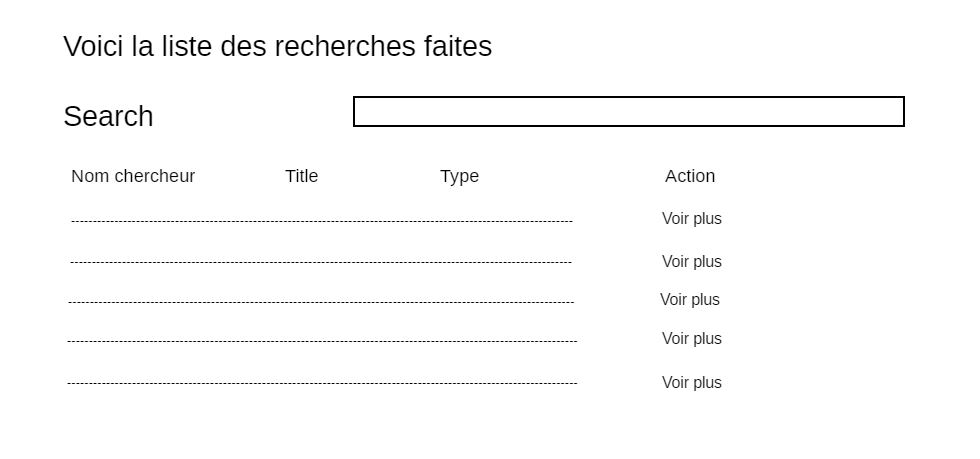 Voici la liste des recherches faites
Search
Nom chercheur Title Type Action
Voir plus
Voir plus
Voir plus
Voir plus
Voir plus